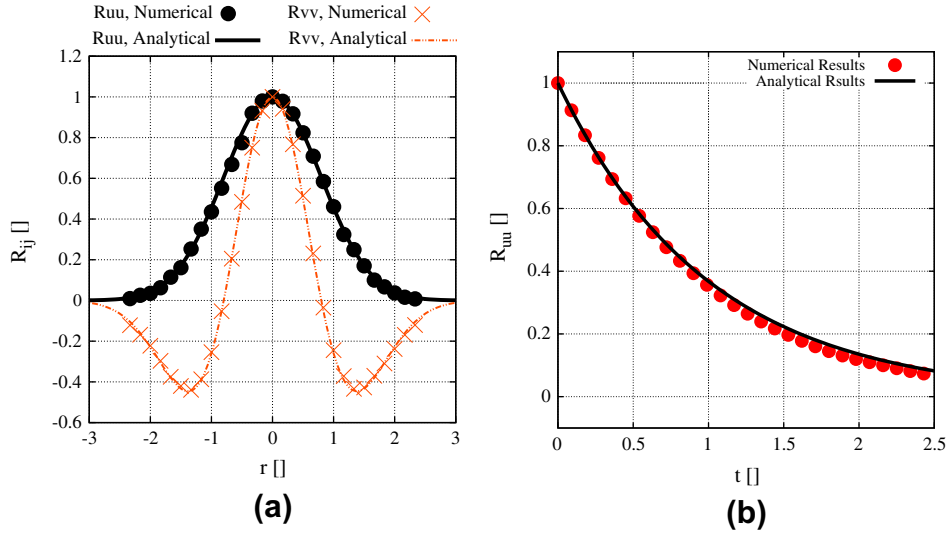 Ruu, Numerical
Rvv, Numerical
Ruu, Analytical
Rvv, Analytical
1.2
1
0.8
0.6
0.4
0.2
0
-0.2
-0.4
-0.6
R_ij []
-3
-2
-1
0
1
2
3
r []
(a)
Numerical Results
Analytical Rsults
1
0.8
0.6
0.4
0.2
0
R_uu []
0
0.5
1
1.5
2
2.5
t []
(b)